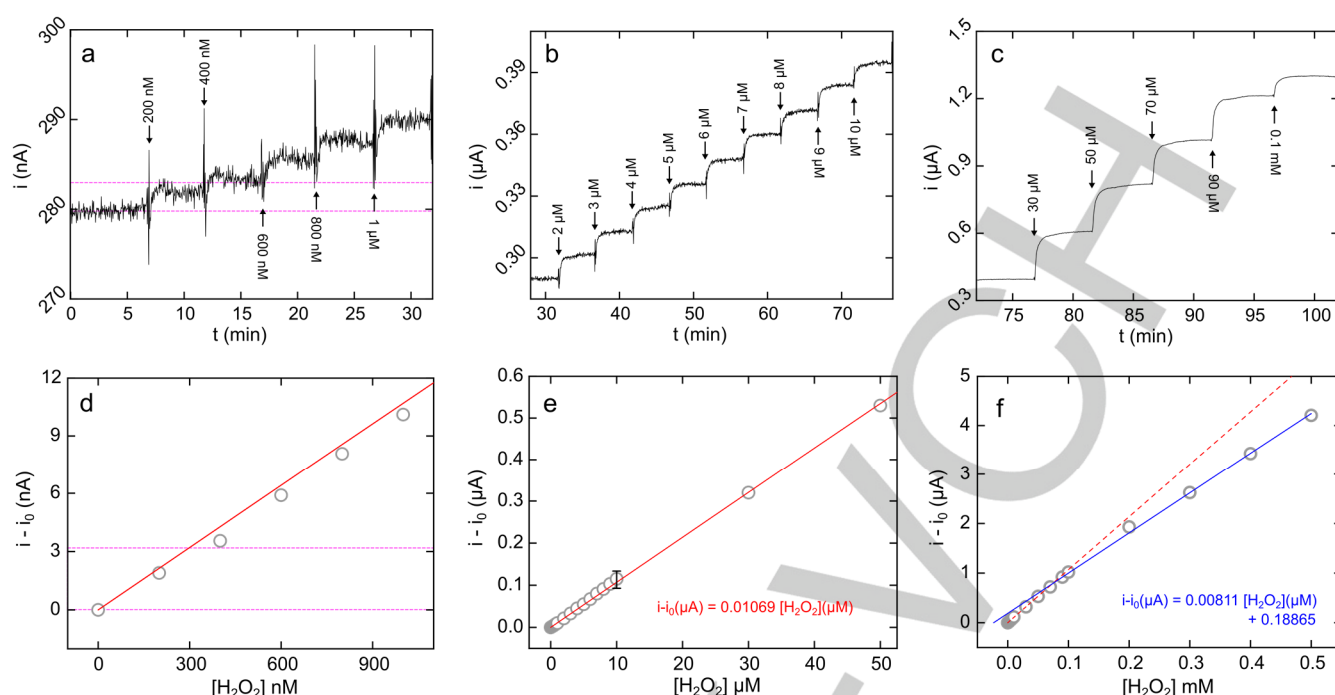 a
300
290
280
270
i (nA)
200 nM
400 nM
600 nM
800 nM
1 µM
0 5 10 15 20 25 30
t (min)
b
0.39
0.36
0.33
0.30
i (µA)
2 µM
3 µM
4 µM
5 µM
6 µM
7 µM
8 µM
9 µM
10 µM
30 40 50 60 70
t (min)
c
1.5
1.2
0.9
0.6
0.3
i (µA)
30 µM
50 µM
70 µM
90 µM
0.1 mM
75 80 85 90 95 100
t (min)
d
12
9
6
3
0
i - i₀ (nA)
0 300 600 900
[H₂O₂] nM
e
0.6
0.5
0.4
0.3
0.2
0.1
0.0
i - i₀ (µA)
i-i₀(µA) = 0.01069 [H₂O₂](µM)
0 10 20 30 40 50
[H₂O₂] µM
f
5
4
3
2
1
0
i - i₀ (µA)
i-i₀(µA) = 0.00811 [H₂O₂](µM)
+ 0.18865
0.0 0.1 0.2 0.3 0.4 0.5
[H₂O₂] mM
VCH